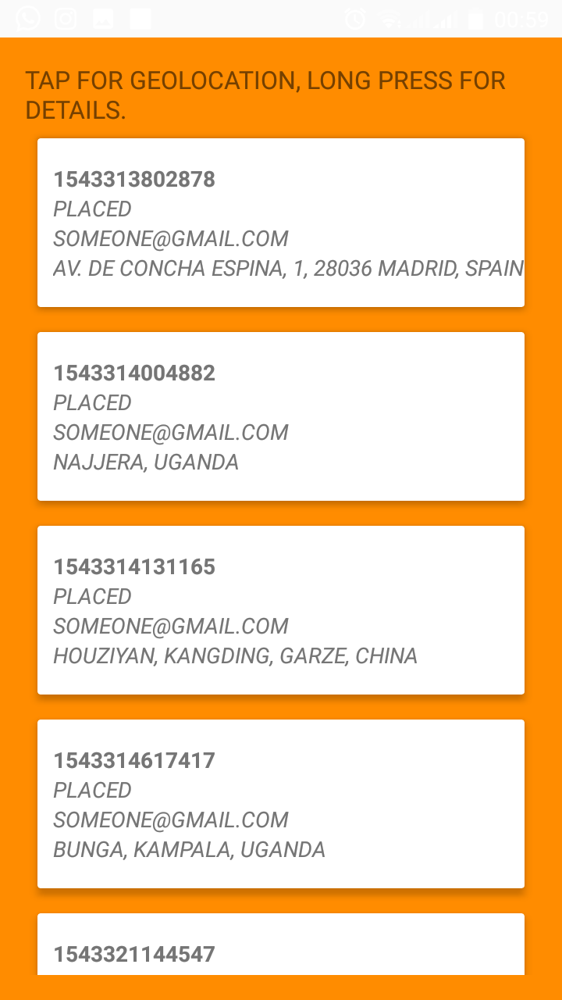 00:59
TAP FOR GEOLOCATION, LONG PRESS FOR
DETAILS.
1543313802878
PLACED
SOMEONE@GMAIL.COM
AV. DE CONCHA ESPINA, 1, 28036 MADRID, SPAIN
1543314004882
PLACED
SOMEONE@GMAIL.COM
NAJJERA, UGANDA
1543314131165
PLACED
SOMEONE@GMAIL.COM
HOUZIYAN, KANGDING, GARZE, CHINA
1543314617417
PLACED
SOMEONE@GMAIL.COM
BUNGA, KAMPALA, UGANDA
1543321144547